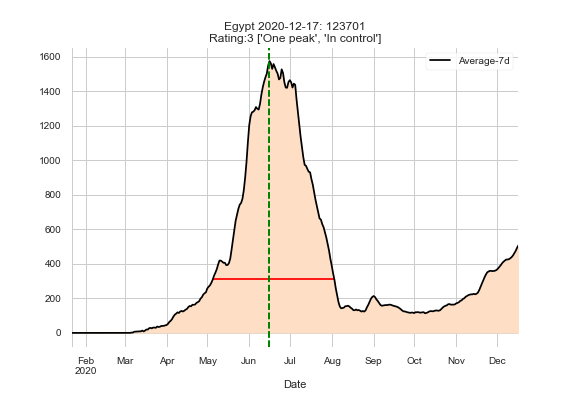 Egypt 2020-12-17: 123701
Rating:3 ['One peak', 'In control']
Average-7d
1600
1400
1200
1000
800
600
400
200
0
Feb Mar Apr May Jun Jul Aug Sep Oct Nov Dec
2020
Date